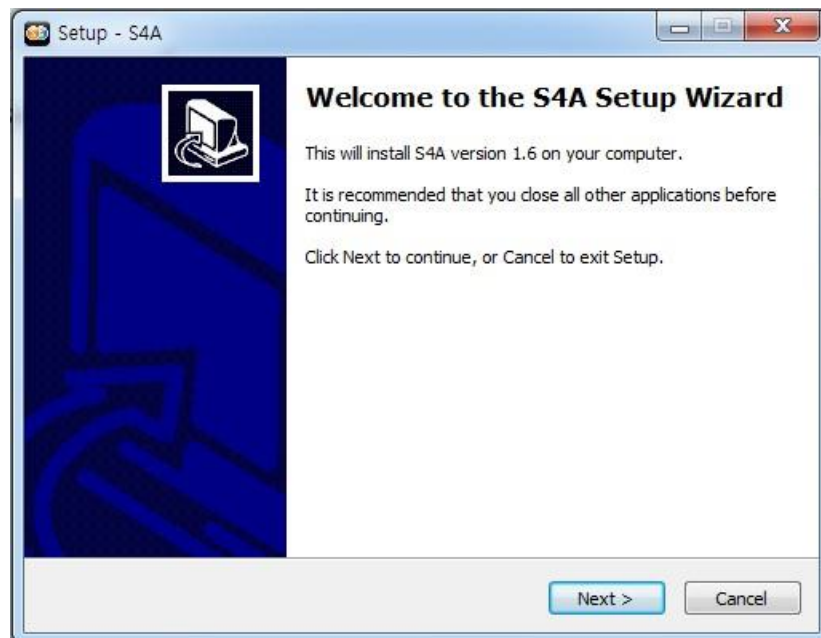 Setup - S4A
Welcome to the S4A Setup Wizard
This will install S4A version 1.6 on your computer.
It is recommended that you close all other applications before
continuing.
Click Next to continue, or Cancel to exit Setup.
Next >
Cancel